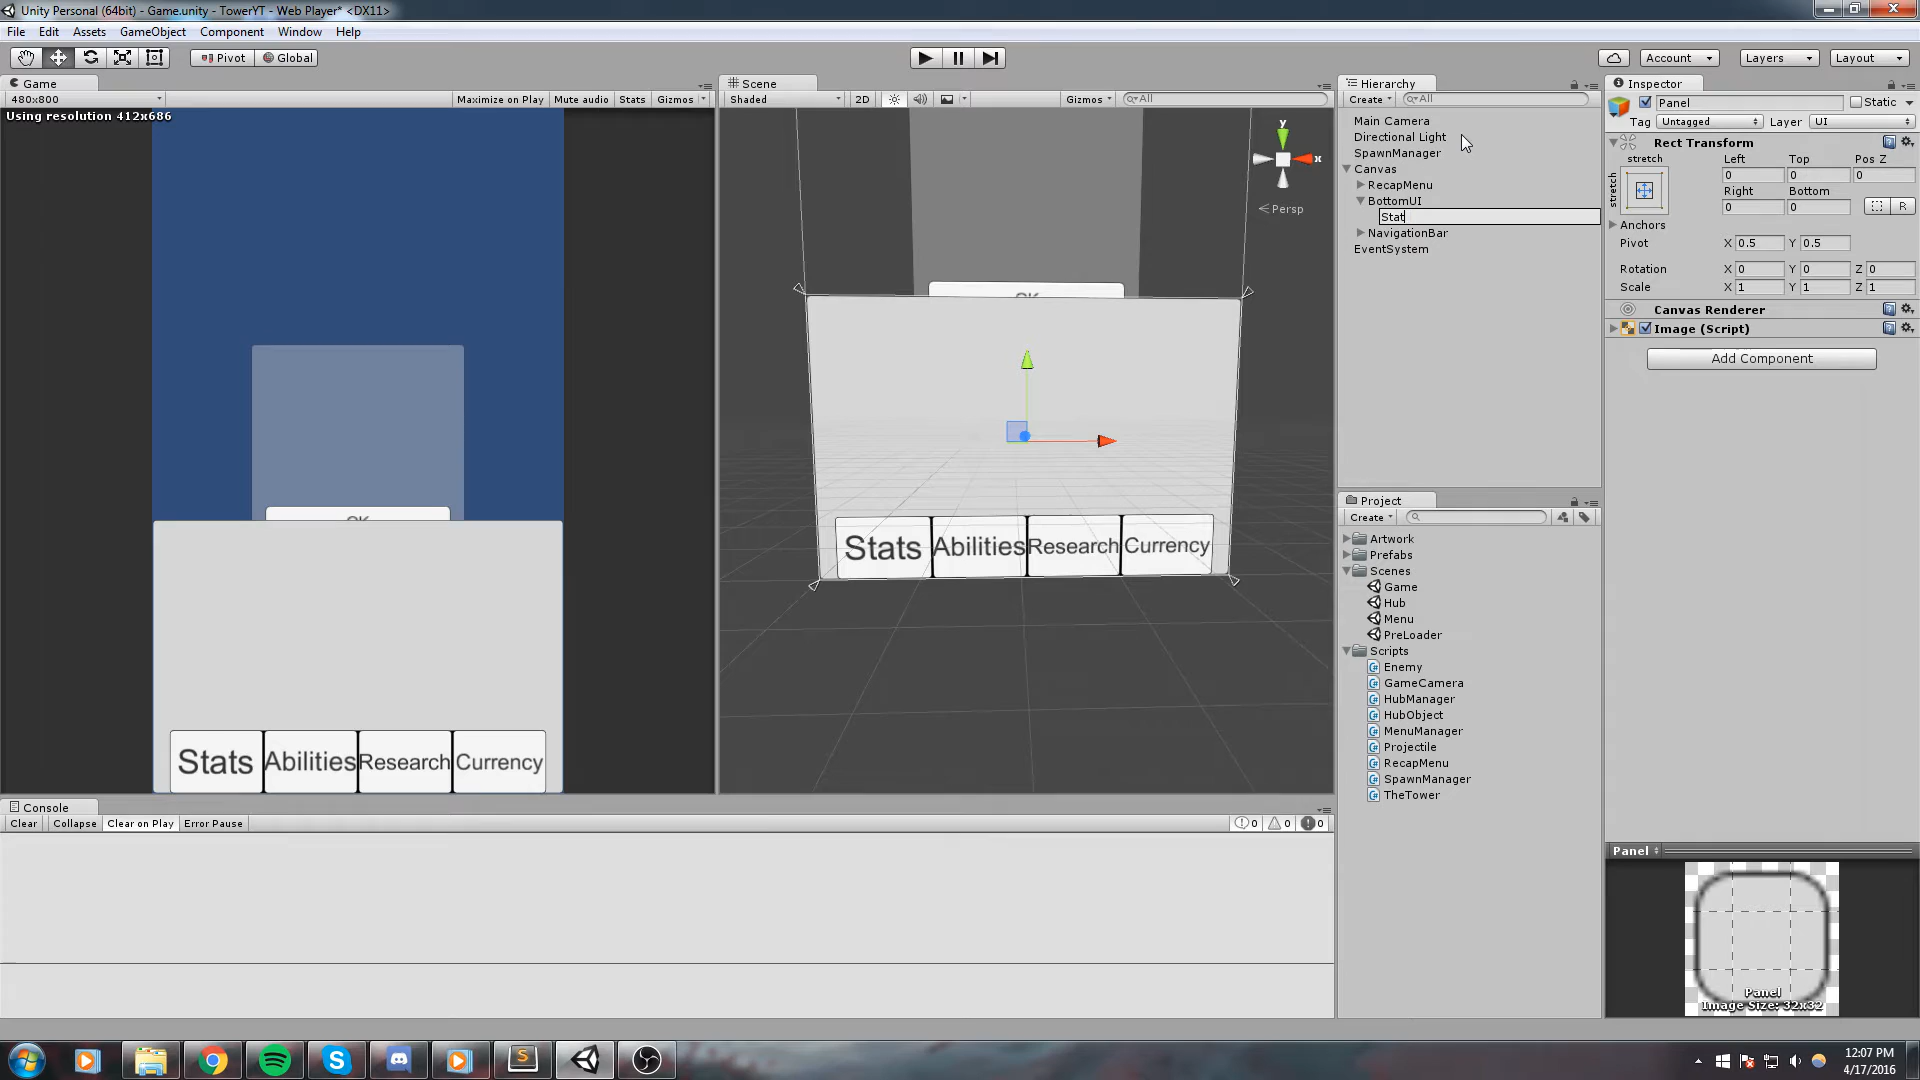 Unity Personal (64bit) - Game.unity - TowerYT - Web Player* <DX11>
File Edit Assets GameObject Component Window Help
Pivot Global Account Layers Layout
Game
480x800 Maximize on Play Mute audio Stats Gizmos
Using resolution 412x686
OK
Stats Abilities Research Currency
Scene
Shaded 2D Gizmos All
y
x
Persp
OK
Stats Abilities Research Currency
Hierarchy
Create All
Main Camera
Directional Light
SpawnManager
Canvas
RecapMenu
BottomUI
Stat
NavigationBar
EventSystem
Project
Create
Artwork
Prefabs
Scenes
Game
Hub
Menu
PreLoader
Scripts
Enemy
GameCamera
HubManager
HubObject
MenuManager
Projectile
RecapMenu
SpawnManager
TheTower
Inspector
Panel Static
Tag Untagged Layer UI
Rect Transform
stretch Left Top Pos Z
stretch 0 0 0
Right Bottom
0 0 R
Anchors
Pivot X 0.5 Y 0.5
Rotation X 0 Y 0 Z 0
Scale X 1 Y 1 Z 1
Canvas Renderer
Image (Script)
Add Component
Panel
Panel
Image Size: 32x32
Console
Clear Collapse Clear on Play Error Pause 0 0 0
12:07 PM
4/17/2016